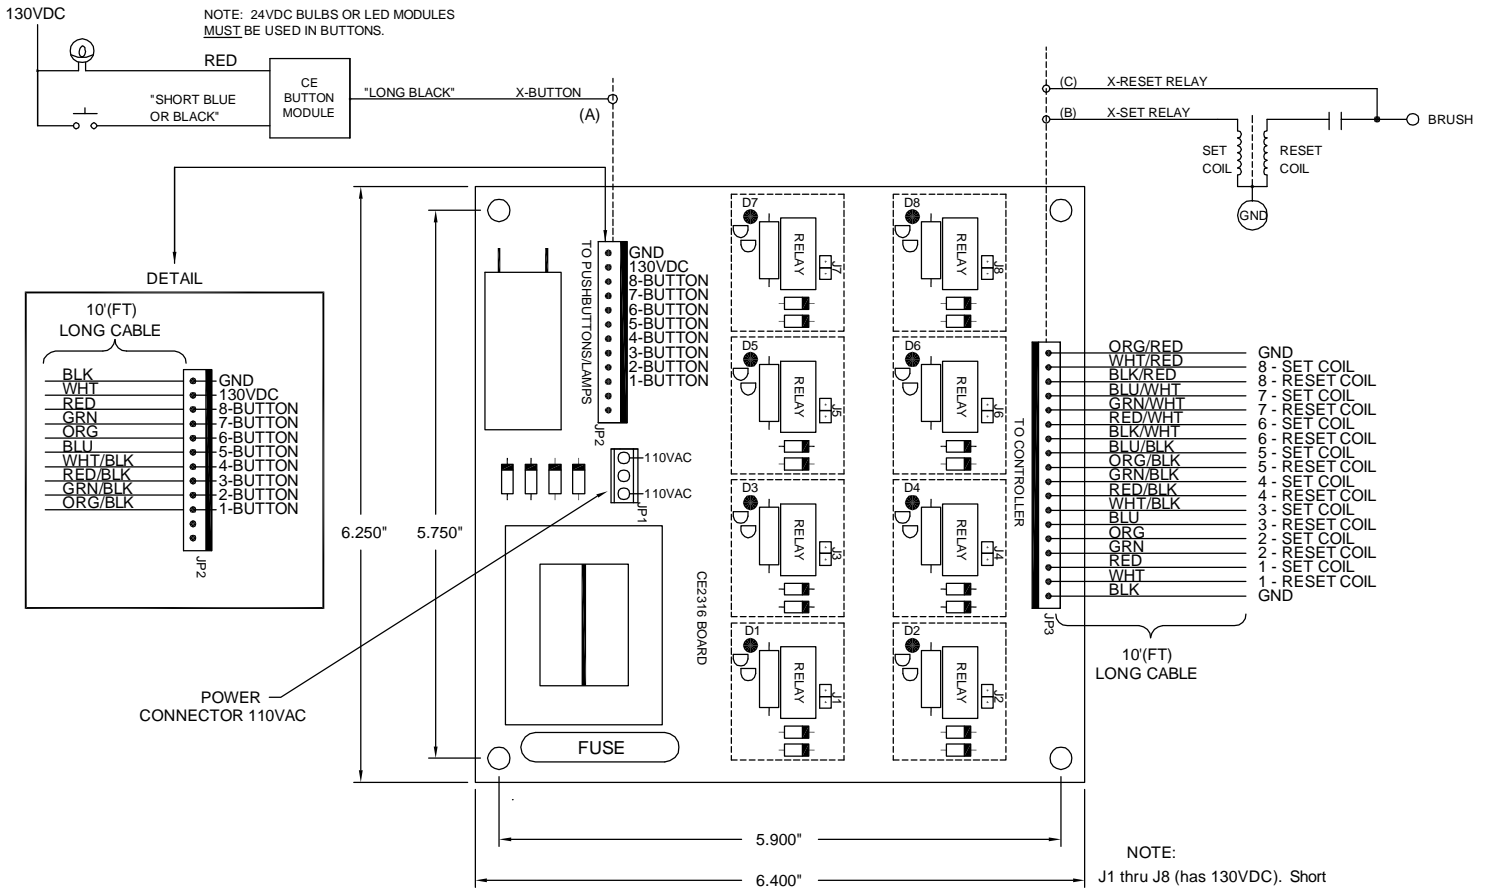 130VDC
NOTE: 24VDC BULBS OR LED MODULES
MUST BE USED IN BUTTONS.
RED
"SHORT BLUE
OR BLACK"
CE
BUTTON
MODULE
"LONG BLACK"
X-BUTTON
(A)
(C)
X-RESET RELAY
(B)
X-SET RELAY
BRUSH
SET
COIL
RESET
COIL
GND
DETAIL
10'(FT)
LONG CABLE
BLK
GND
WHT
130VDC
RED
8-BUTTON
GRN
7-BUTTON
ORG
6-BUTTON
BLU
5-BUTTON
WHT/BLK
4-BUTTON
RED/BLK
3-BUTTON
GRN/BLK
2-BUTTON
ORG/BLK
1-BUTTON
JP2
6.250"
5.750"
TO PUSHBUTTONS/LAMPS
GND
130VDC
8-BUTTON
7-BUTTON
6-BUTTON
5-BUTTON
4-BUTTON
3-BUTTON
2-BUTTON
1-BUTTON
JP2
110VAC
110VAC
JP1
POWER
CONNECTOR 110VAC
FUSE
CE2316 BOARD
D7
RELAY
J7
D8
RELAY
J8
D5
RELAY
J5
D6
RELAY
J6
D3
RELAY
J3
D4
RELAY
J4
D1
RELAY
J1
D2
RELAY
J2
TO CONTROLLER
JP3
ORG/RED
GND
WHT/RED
8 - SET COIL
BLK/RED
8 - RESET COIL
BLU/WHT
7 - SET COIL
GRN/WHT
7 - RESET COIL
RED/WHT
6 - SET COIL
BLK/WHT
6 - RESET COIL
BLU/BLK
5 - SET COIL
ORG/BLK
5 - RESET COIL
GRN/BLK
4 - SET COIL
RED/BLK
4 - RESET COIL
WHT/BLK
3 - SET COIL
BLU
3 - RESET COIL
ORG
2 - SET COIL
GRN
2 - RESET COIL
RED
1 - SET COIL
WHT
1 - RESET COIL
BLK
GND
10'(FT)
LONG CABLE
5.900"
6.400"
NOTE:
J1 thru J8 (has 130VDC). Short